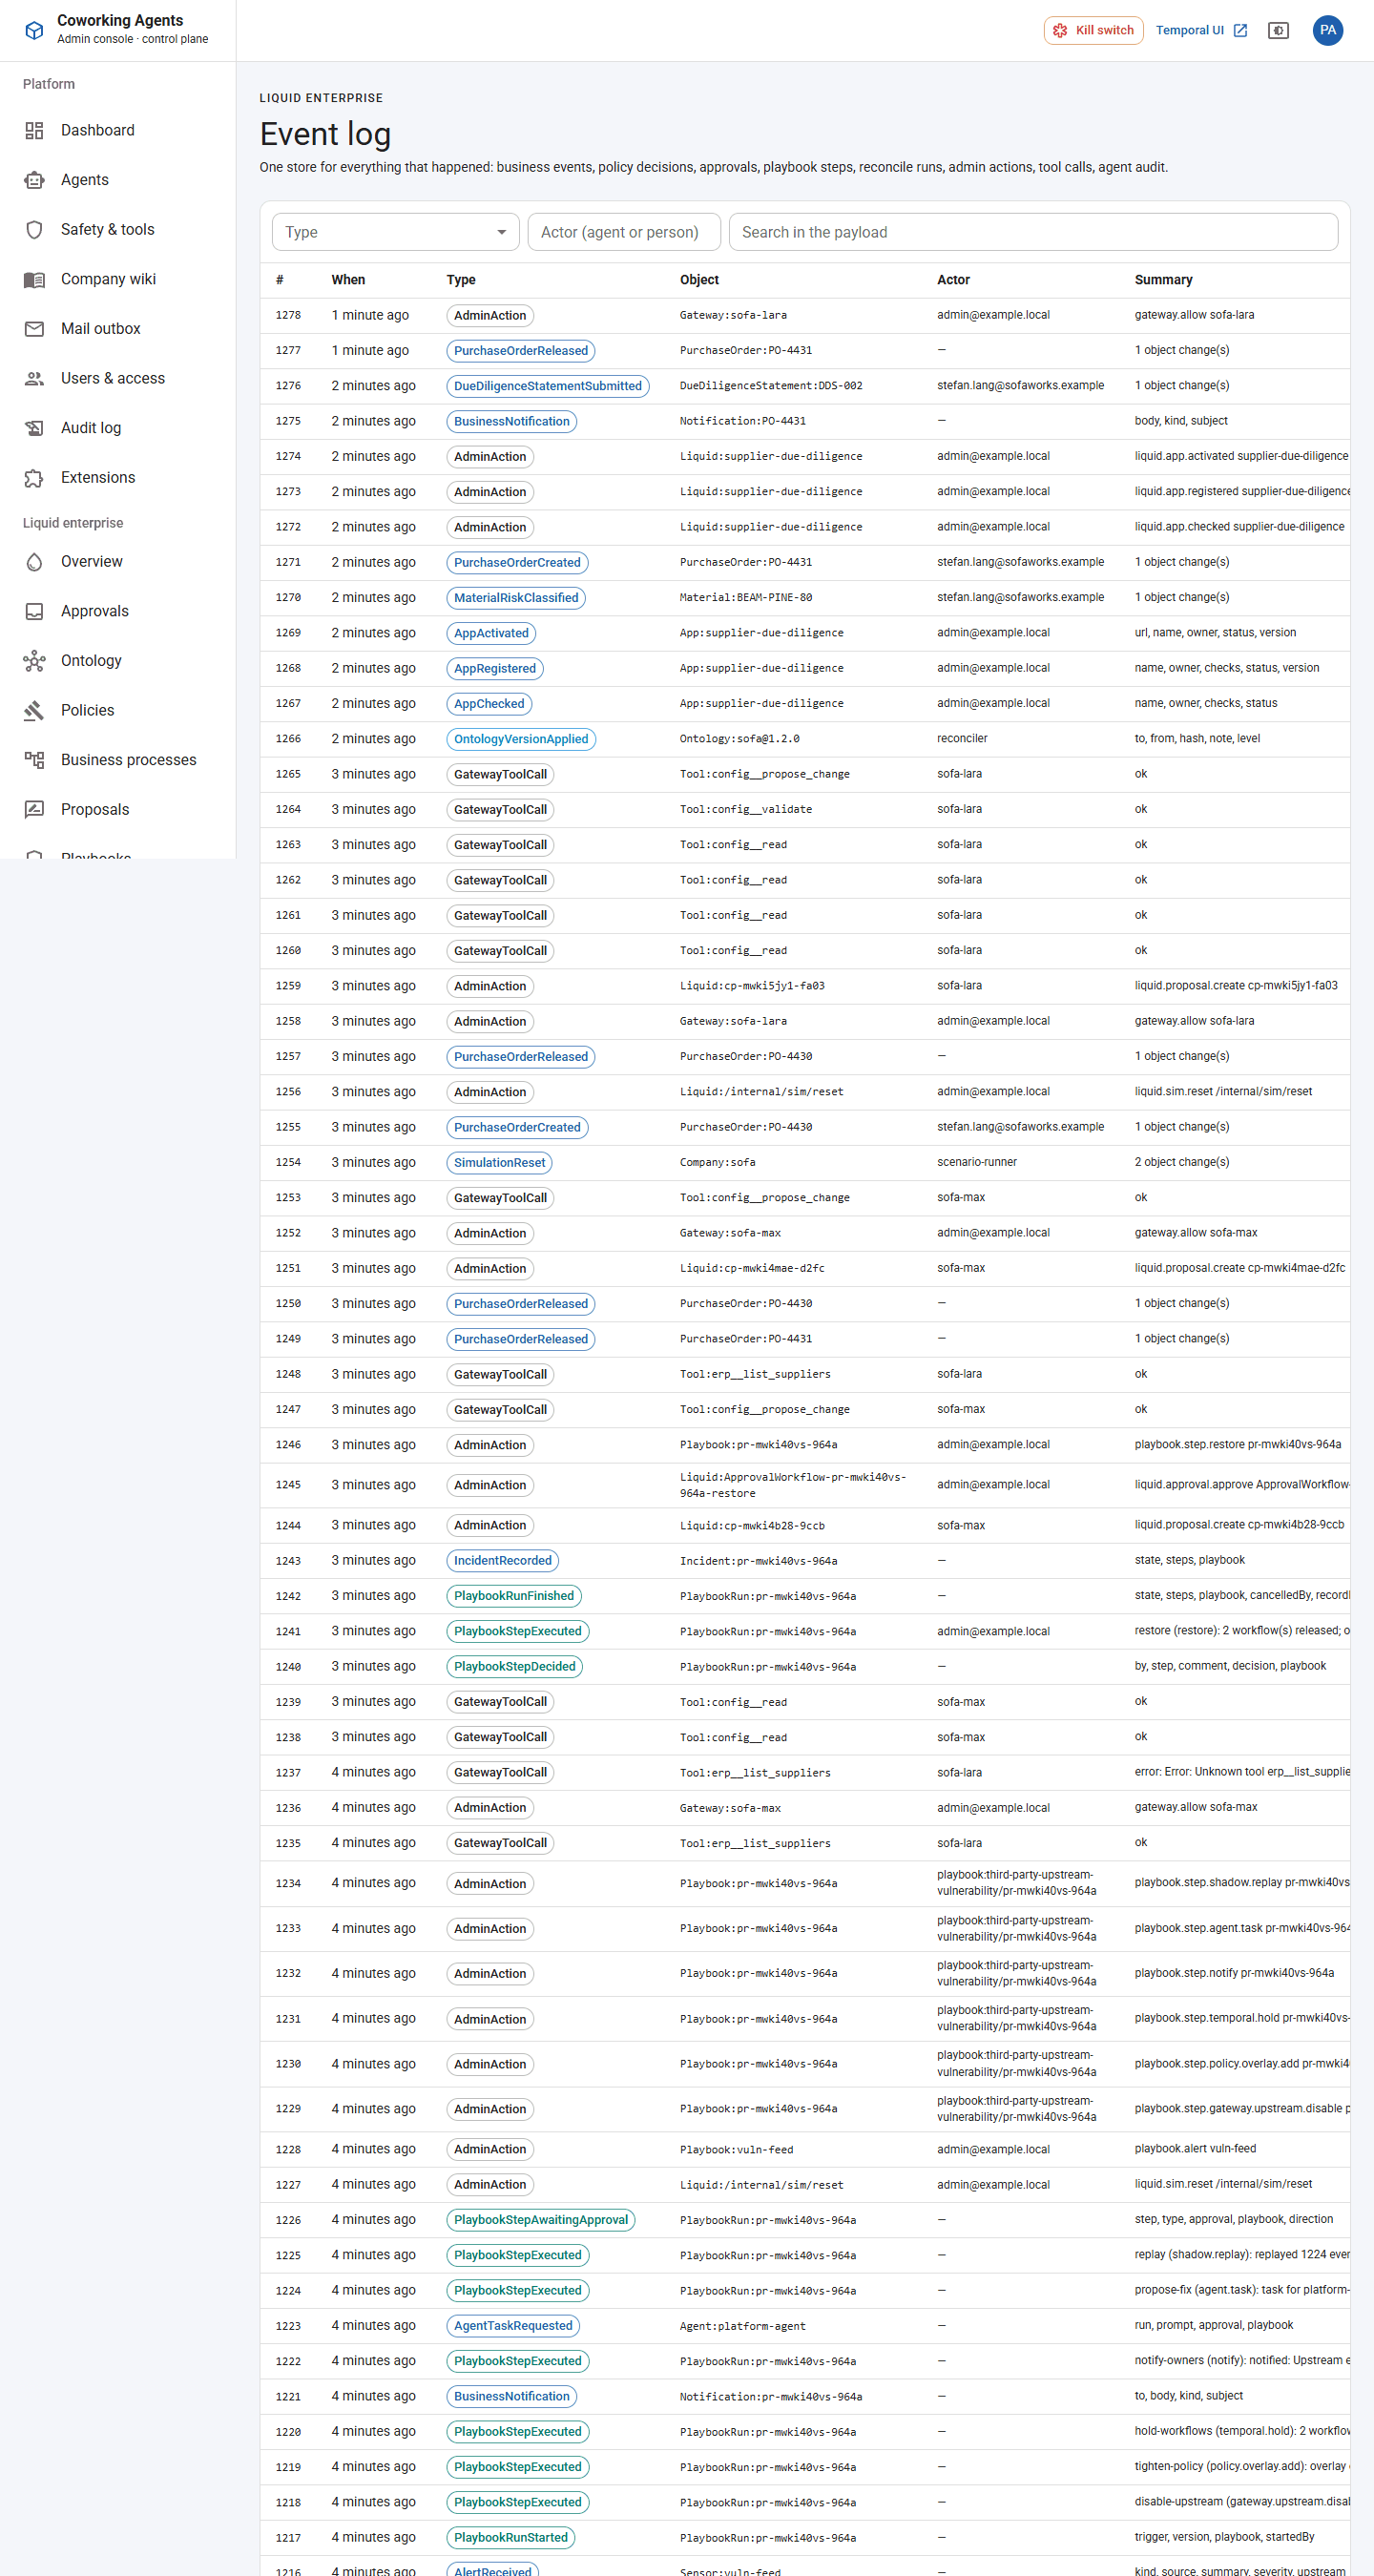 Coworking Agents
Admin console · control plane
Kill switch
Temporal UI
PA
Platform
Dashboard
Agents
Safety & tools
Company wiki
Mail outbox
Users & access
Audit log
Extensions
Liquid enterprise
Overview
Approvals
Ontology
Policies
Business processes
Proposals
Playbooks
LIQUID ENTERPRISE
Event log
One store for everything that happened: business events, policy decisions, approvals, playbook steps, reconcile runs, admin actions, tool calls, agent audit.
Type Actor (agent or person) Search in the payload
# When Type Object Actor Summary
1278 1 minute ago AdminAction Gateway:sofa-lara admin@example.local gateway.allow sofa-lara
1277 1 minute ago PurchaseOrderReleased PurchaseOrder:PO-4431 — 1 object change(s)
1276 2 minutes ago DueDiligenceStatementSubmitted DueDiligenceStatement:DDS-002 stefan.lang@sofaworks.example 1 object change(s)
1275 2 minutes ago BusinessNotification Notification:PO-4431 — body, kind, subject
1274 2 minutes ago AdminAction Liquid:supplier-due-diligence admin@example.local liquid.app.activated supplier-due-diligence
1273 2 minutes ago AdminAction Liquid:supplier-due-diligence admin@example.local liquid.app.registered supplier-due-diligence
1272 2 minutes ago AdminAction Liquid:supplier-due-diligence admin@example.local liquid.app.checked supplier-due-diligence
1271 2 minutes ago PurchaseOrderCreated PurchaseOrder:PO-4431 stefan.lang@sofaworks.example 1 object change(s)
1270 2 minutes ago MaterialRiskClassified Material:BEAM-PINE-80 stefan.lang@sofaworks.example 1 object change(s)
1269 2 minutes ago AppActivated App:supplier-due-diligence admin@example.local url, name, owner, status, version
1268 2 minutes ago AppRegistered App:supplier-due-diligence admin@example.local name, owner, checks, status, version
1267 2 minutes ago AppChecked App:supplier-due-diligence admin@example.local name, owner, checks, status
1266 2 minutes ago OntologyVersionApplied Ontology:sofa@1.2.0 reconciler to, from, hash, note, level
1265 3 minutes ago GatewayToolCall Tool:config__propose_change sofa-lara ok
1264 3 minutes ago GatewayToolCall Tool:config__validate sofa-lara ok
1263 3 minutes ago GatewayToolCall Tool:config__read sofa-lara ok
1262 3 minutes ago GatewayToolCall Tool:config__read sofa-lara ok
1261 3 minutes ago GatewayToolCall Tool:config__read sofa-lara ok
1260 3 minutes ago GatewayToolCall Tool:config__read sofa-lara ok
1259 3 minutes ago AdminAction Liquid:cp-mwki5jy1-fa03 sofa-lara liquid.proposal.create cp-mwki5jy1-fa03
1258 3 minutes ago AdminAction Gateway:sofa-lara admin@example.local gateway.allow sofa-lara
1257 3 minutes ago PurchaseOrderReleased PurchaseOrder:PO-4430 — 1 object change(s)
1256 3 minutes ago AdminAction Liquid:/internal/sim/reset admin@example.local liquid.sim.reset /internal/sim/reset
1255 3 minutes ago PurchaseOrderCreated PurchaseOrder:PO-4430 stefan.lang@sofaworks.example 1 object change(s)
1254 3 minutes ago SimulationReset Company:sofa scenario-runner 2 object change(s)
1253 3 minutes ago GatewayToolCall Tool:config__propose_change sofa-max ok
1252 3 minutes ago AdminAction Gateway:sofa-max admin@example.local gateway.allow sofa-max
1251 3 minutes ago AdminAction Liquid:cp-mwki4mae-d2fc sofa-max liquid.proposal.create cp-mwki4mae-d2fc
1250 3 minutes ago PurchaseOrderReleased PurchaseOrder:PO-4430 — 1 object change(s)
1249 3 minutes ago PurchaseOrderReleased PurchaseOrder:PO-4431 — 1 object change(s)
1248 3 minutes ago GatewayToolCall Tool:erp__list_suppliers sofa-lara ok
1247 3 minutes ago GatewayToolCall Tool:config__propose_change sofa-max ok
1246 3 minutes ago AdminAction Playbook:pr-mwki40vs-964a admin@example.local playbook.step.restore pr-mwki40vs-964a
1245 3 minutes ago AdminAction Liquid:ApprovalWorkflow-pr-mwki40vs-964a-restore admin@example.local liquid.approval.approve ApprovalWorkflow-
1244 3 minutes ago AdminAction Liquid:cp-mwki4b28-9ccb sofa-max liquid.proposal.create cp-mwki4b28-9ccb
1243 3 minutes ago IncidentRecorded Incident:pr-mwki40vs-964a — state, steps, playbook
1242 3 minutes ago PlaybookRunFinished PlaybookRun:pr-mwki40vs-964a — state, steps, playbook, cancelledBy, record
1241 3 minutes ago PlaybookStepExecuted PlaybookRun:pr-mwki40vs-964a admin@example.local restore (restore): 2 workflow(s) released; o
1240 3 minutes ago PlaybookStepDecided PlaybookRun:pr-mwki40vs-964a — by, step, comment, decision, playbook
1239 3 minutes ago GatewayToolCall Tool:config__read sofa-max ok
1238 3 minutes ago GatewayToolCall Tool:config__read sofa-max ok
1237 4 minutes ago GatewayToolCall Tool:erp__list_suppliers sofa-lara error: Error: Unknown tool erp__list_supplie
1236 4 minutes ago AdminAction Gateway:sofa-max admin@example.local gateway.allow sofa-max
1235 4 minutes ago GatewayToolCall Tool:erp__list_suppliers sofa-lara ok
1234 4 minutes ago AdminAction Playbook:pr-mwki40vs-964a playbook:third-party-upstream-vulnerability/pr-mwki40vs-964a playbook.step.shadow.replay pr-mwki40vs
1233 4 minutes ago AdminAction Playbook:pr-mwki40vs-964a playbook:third-party-upstream-vulnerability/pr-mwki40vs-964a playbook.step.agent.task pr-mwki40vs-964
1232 4 minutes ago AdminAction Playbook:pr-mwki40vs-964a playbook:third-party-upstream-vulnerability/pr-mwki40vs-964a playbook.step.notify pr-mwki40vs-964a
1231 4 minutes ago AdminAction Playbook:pr-mwki40vs-964a playbook:third-party-upstream-vulnerability/pr-mwki40vs-964a playbook.step.temporal.hold pr-mwki40vs-
1230 4 minutes ago AdminAction Playbook:pr-mwki40vs-964a playbook:third-party-upstream-vulnerability/pr-mwki40vs-964a playbook.step.policy.overlay.add pr-mwki4
1229 4 minutes ago AdminAction Playbook:pr-mwki40vs-964a playbook:third-party-upstream-vulnerability/pr-mwki40vs-964a playbook.step.gateway.upstream.disable p
1228 4 minutes ago AdminAction Playbook:vuln-feed admin@example.local playbook.alert vuln-feed
1227 4 minutes ago AdminAction Liquid:/internal/sim/reset admin@example.local liquid.sim.reset /internal/sim/reset
1226 4 minutes ago PlaybookStepAwaitingApproval PlaybookRun:pr-mwki40vs-964a — step, type, approval, playbook, direction
1225 4 minutes ago PlaybookStepExecuted PlaybookRun:pr-mwki40vs-964a — replay (shadow.replay): replayed 1224 ever
1224 4 minutes ago PlaybookStepExecuted PlaybookRun:pr-mwki40vs-964a — propose-fix (agent.task): task for platform-
1223 4 minutes ago AgentTaskRequested Agent:platform-agent — run, prompt, approval, playbook
1222 4 minutes ago PlaybookStepExecuted PlaybookRun:pr-mwki40vs-964a — notify-owners (notify): notified: Upstream e
1221 4 minutes ago BusinessNotification Notification:pr-mwki40vs-964a — to, body, kind, subject
1220 4 minutes ago PlaybookStepExecuted PlaybookRun:pr-mwki40vs-964a — hold-workflows (temporal.hold): 2 workflow
1219 4 minutes ago PlaybookStepExecuted PlaybookRun:pr-mwki40vs-964a — tighten-policy (policy.overlay.add): overlay
1218 4 minutes ago PlaybookStepExecuted PlaybookRun:pr-mwki40vs-964a — disable-upstream (gateway.upstream.disal
1217 4 minutes ago PlaybookRunStarted PlaybookRun:pr-mwki40vs-964a — trigger, version, playbook, startedBy
1216 4 minutes ago AlertReceived Sensor:vuln-feed — kind, source, summary, severity, upstream